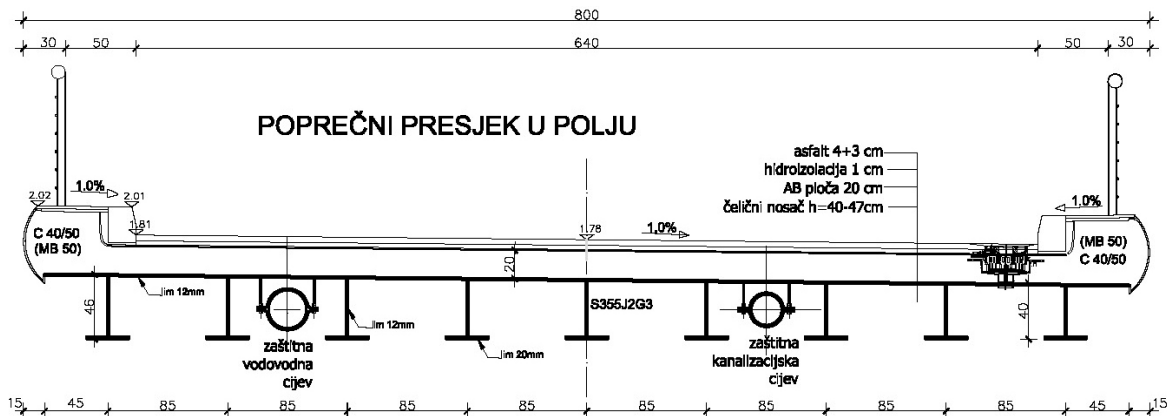 800
30 50 640 50 30
POPREČNI PRESJEK U POLJU
asfalt 4+3 cm
hidroizolacija 1 cm
AB ploča 20 cm
čelični nosač h=40-47cm
2.02 1.0% 2.01 1.0%
1.81 1.78 1.0%
C 40/50
(MB 50)
(MB 50)
C 40/50
20
lim 12mm
46
S355J2G3
40
lim 12mm
zaštitna
vodovodna
cijev
lim 20mm
zaštitna
kanalizacijska
cijev
15 45 85 85 85 85 85 85 85 85 45 15